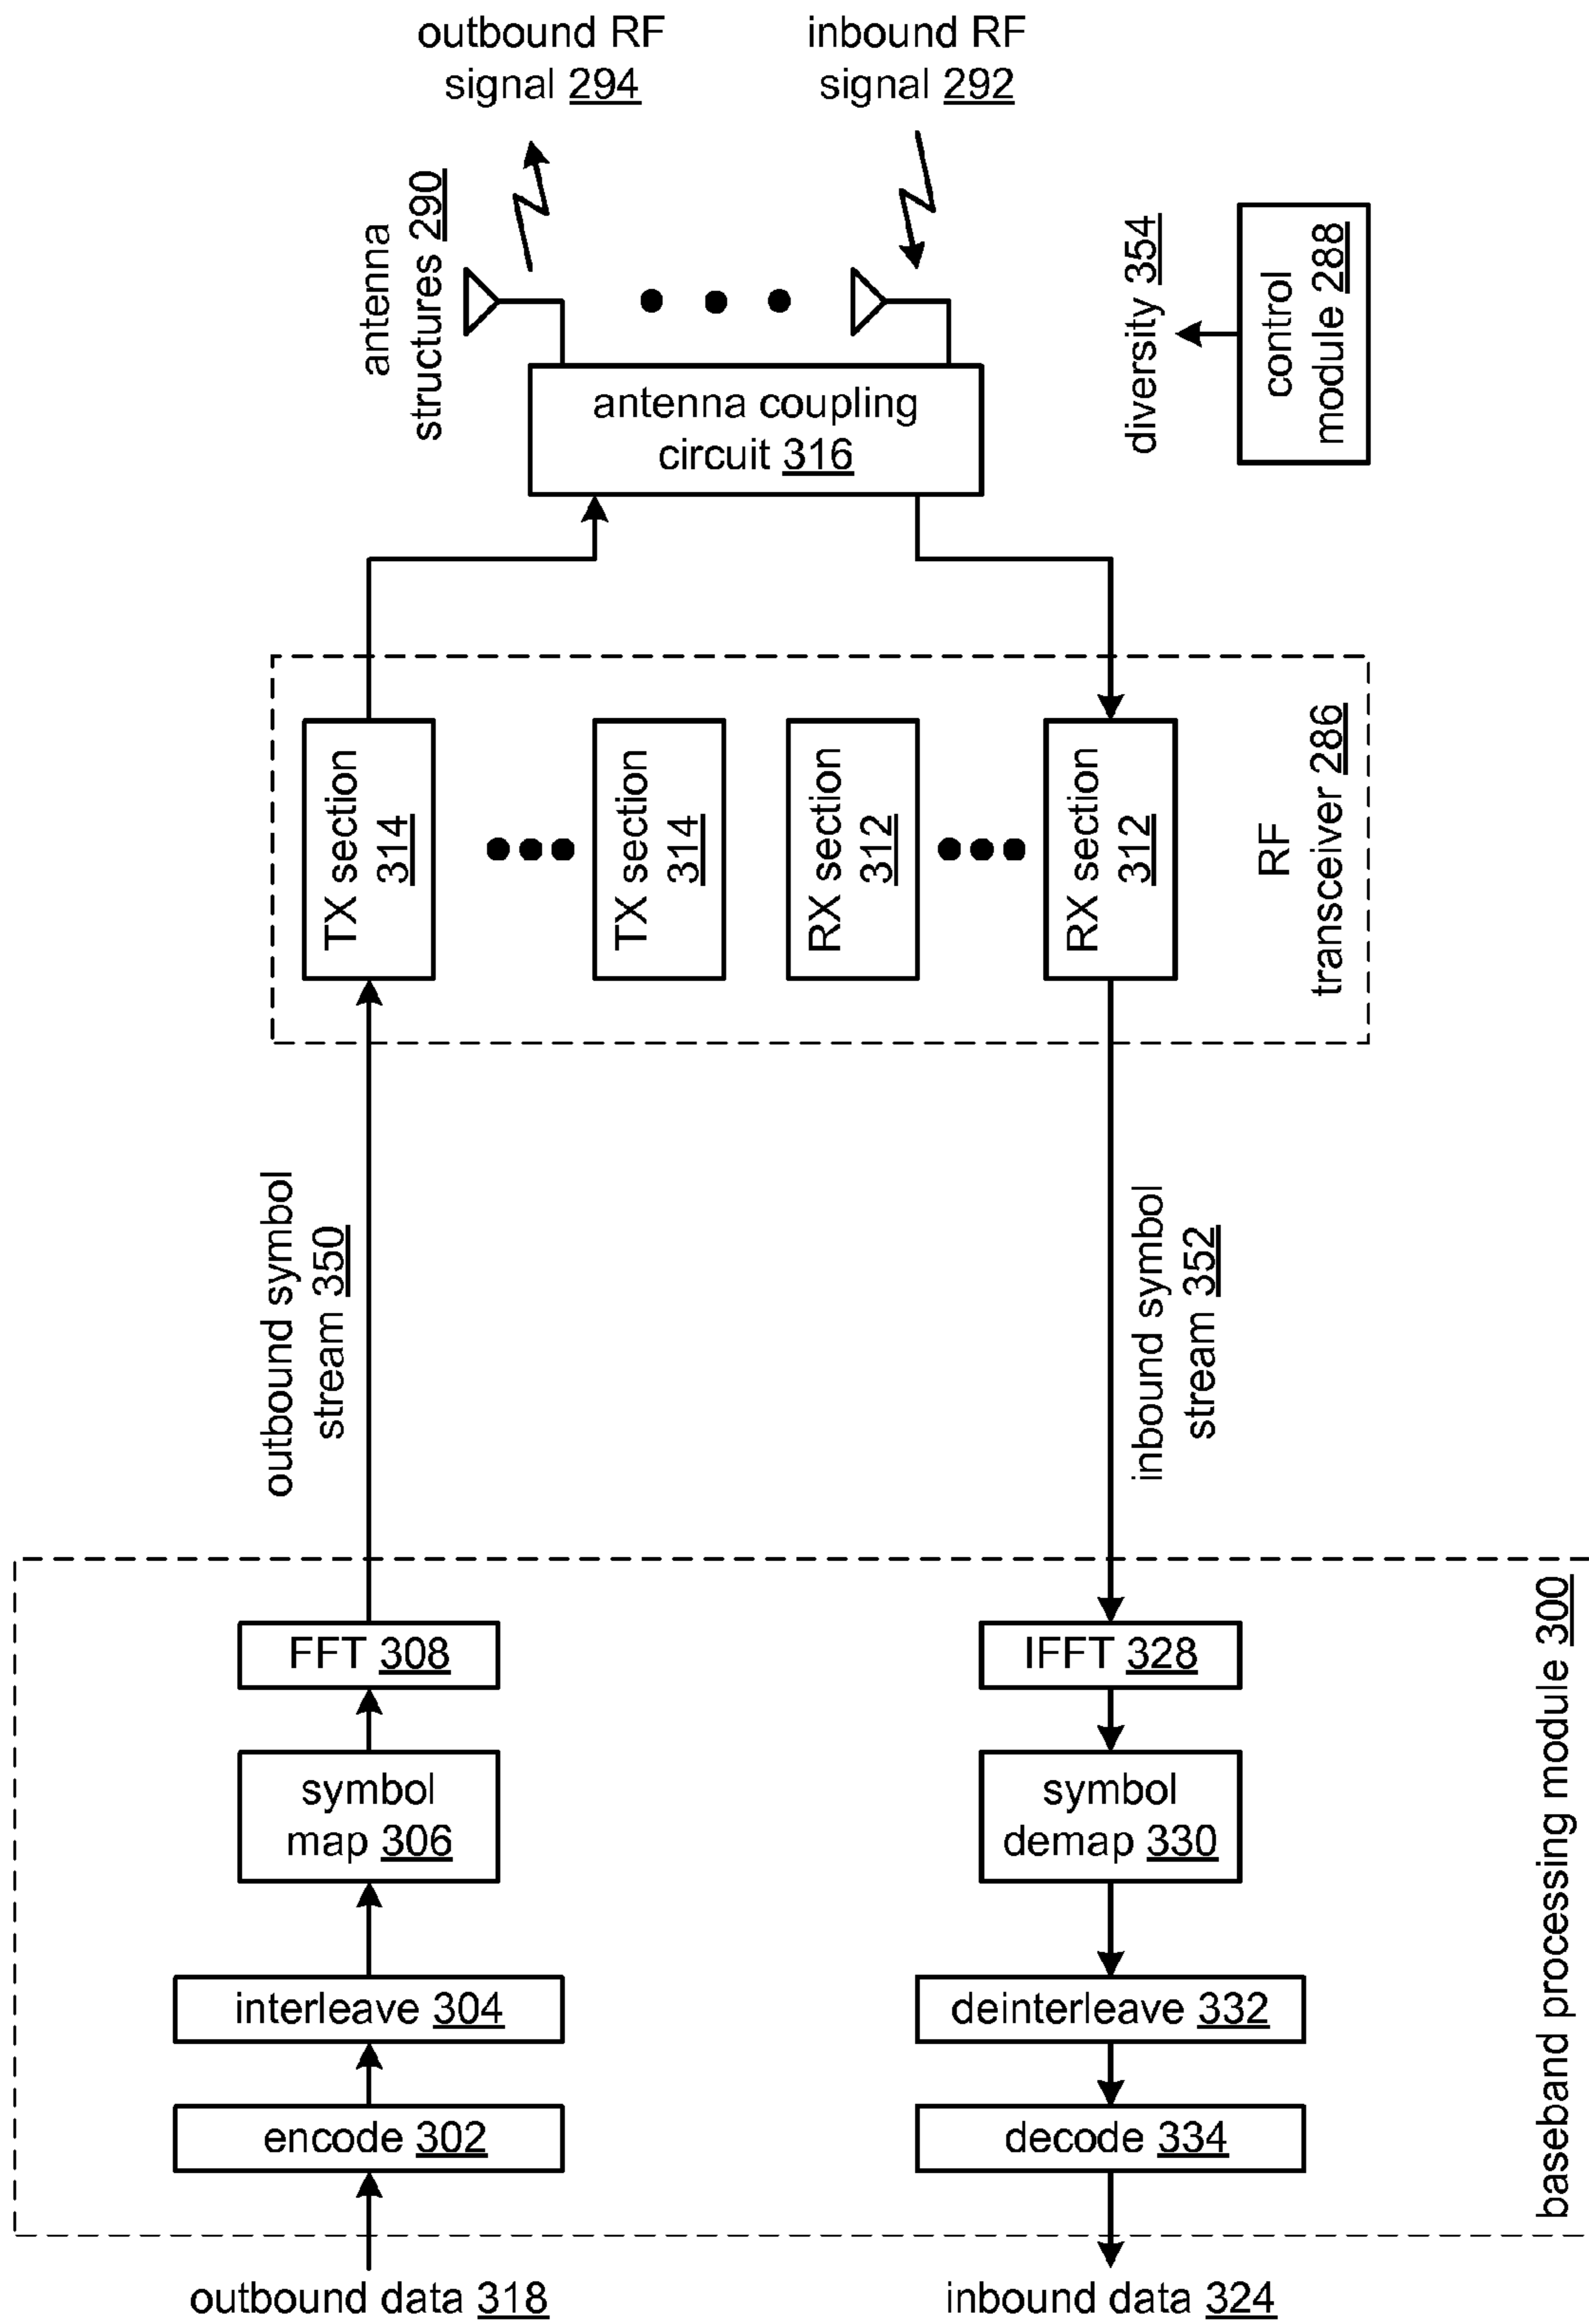 outbound RF
signal 294
inbound RF
signal 292
antenna
structures 290
diversity 354
control
module 288
antenna coupling
circuit 316
TX section
314
TX section
314
RX section
312
RX section
312
RF
transceiver 286
outbound symbol
stream 350
inbound symbol
stream 352
FFT 308
IFFT 328
symbol
map 306
symbol
demap 330
interleave 304
deinterleave 332
encode 302
decode 334
baseband processing module 300
outbound data 318
inbound data 324